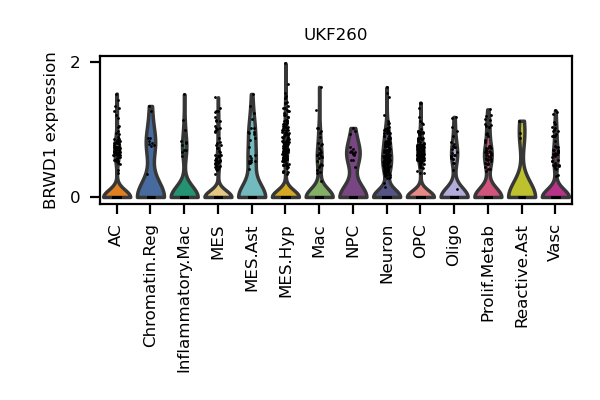 UKF260
BRWD1 expression
2
0
AC
Chromatin.Reg
Inflammatory.Mac
MES
MES.Ast
MES.Hyp
Mac
NPC
Neuron
OPC
Oligo
Prolif.Metab
Reactive.Ast
Vasc